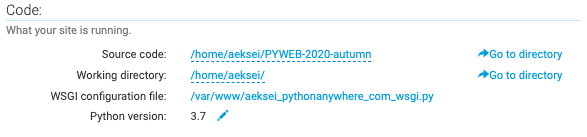 Code:
What your site is running.
Source code: /home/aeksei/PYWEB-2020-autumn Go to directory
Working directory: /home/aeksei/ Go to directory
WSGI configuration file: /var/www/aeksei_pythonanywhere_com_wsgi.py
Python version: 3.7